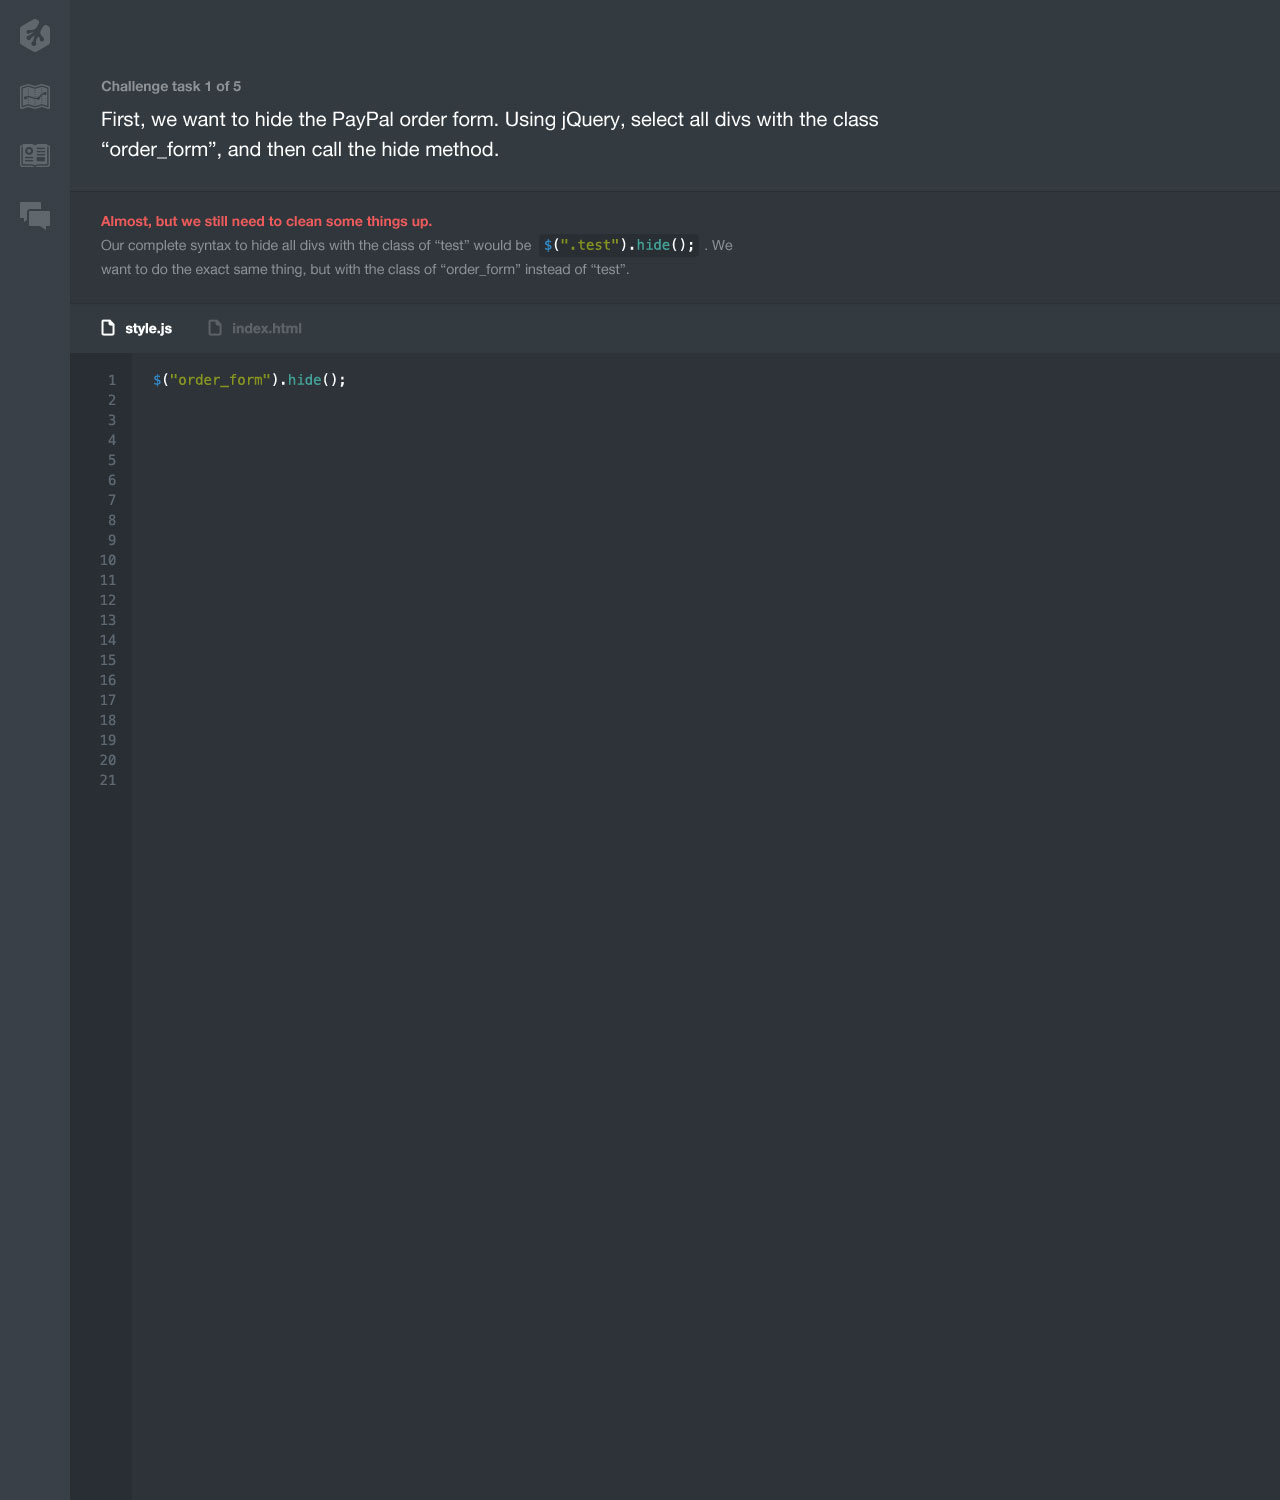 Challenge task 1 of 5
First, we want to hide the PayPal order form. Using jQuery, select all divs with the class
“order_form”, and then call the hide method.
Almost, but we still need to clean some things up.
Our complete syntax to hide all divs with the class of “test” would be $(".test").hide(); . We
want to do the exact same thing, but with the class of “order_form” instead of “test”.
style.js index.html
1 $("order_form").hide();
2
3
4
5
6
7
8
9
10
11
12
13
14
15
16
17
18
19
20
21